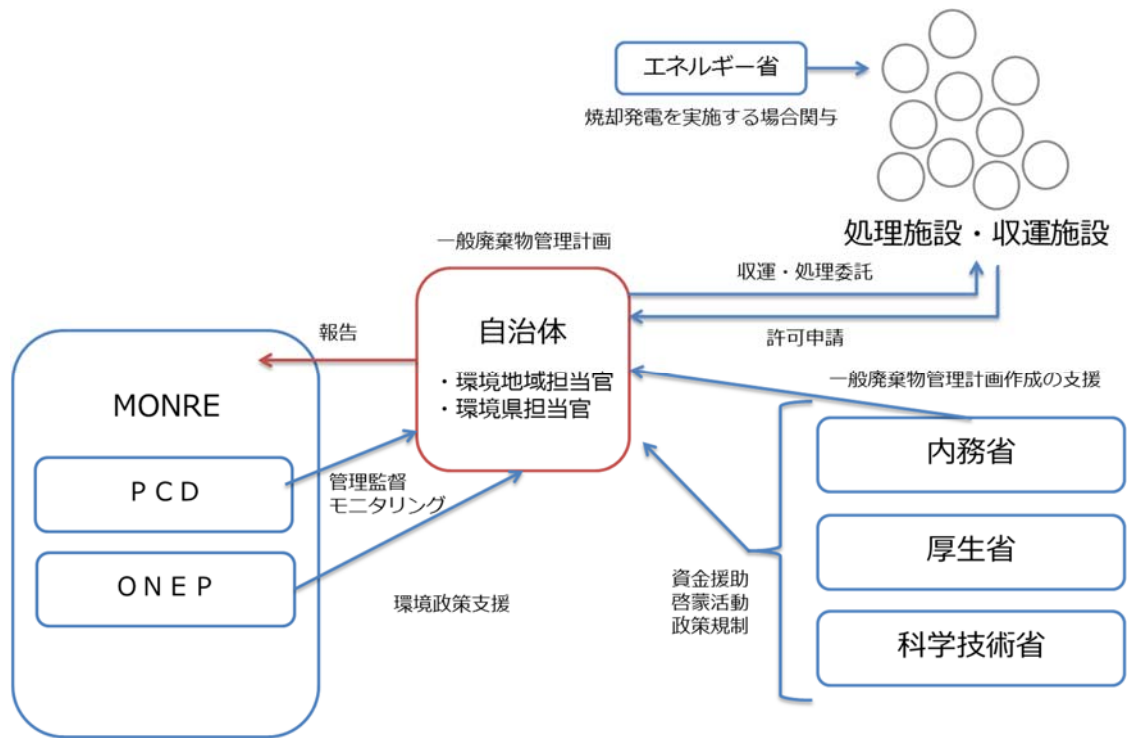 エネルギー省
焼却発電を実施する場合関与
処理施設・収運施設
一般廃棄物管理計画
収運・処理委託
自治体
・環境地域担当官
・環境県担当官
報告
許可申請
一般廃棄物管理計画作成の支援
MONRE
ＰＣＤ
管理監督
モニタリング
ＯＮＥＰ
環境政策支援
内務省
厚生省
科学技術省
資金援助
啓蒙活動
政策規制